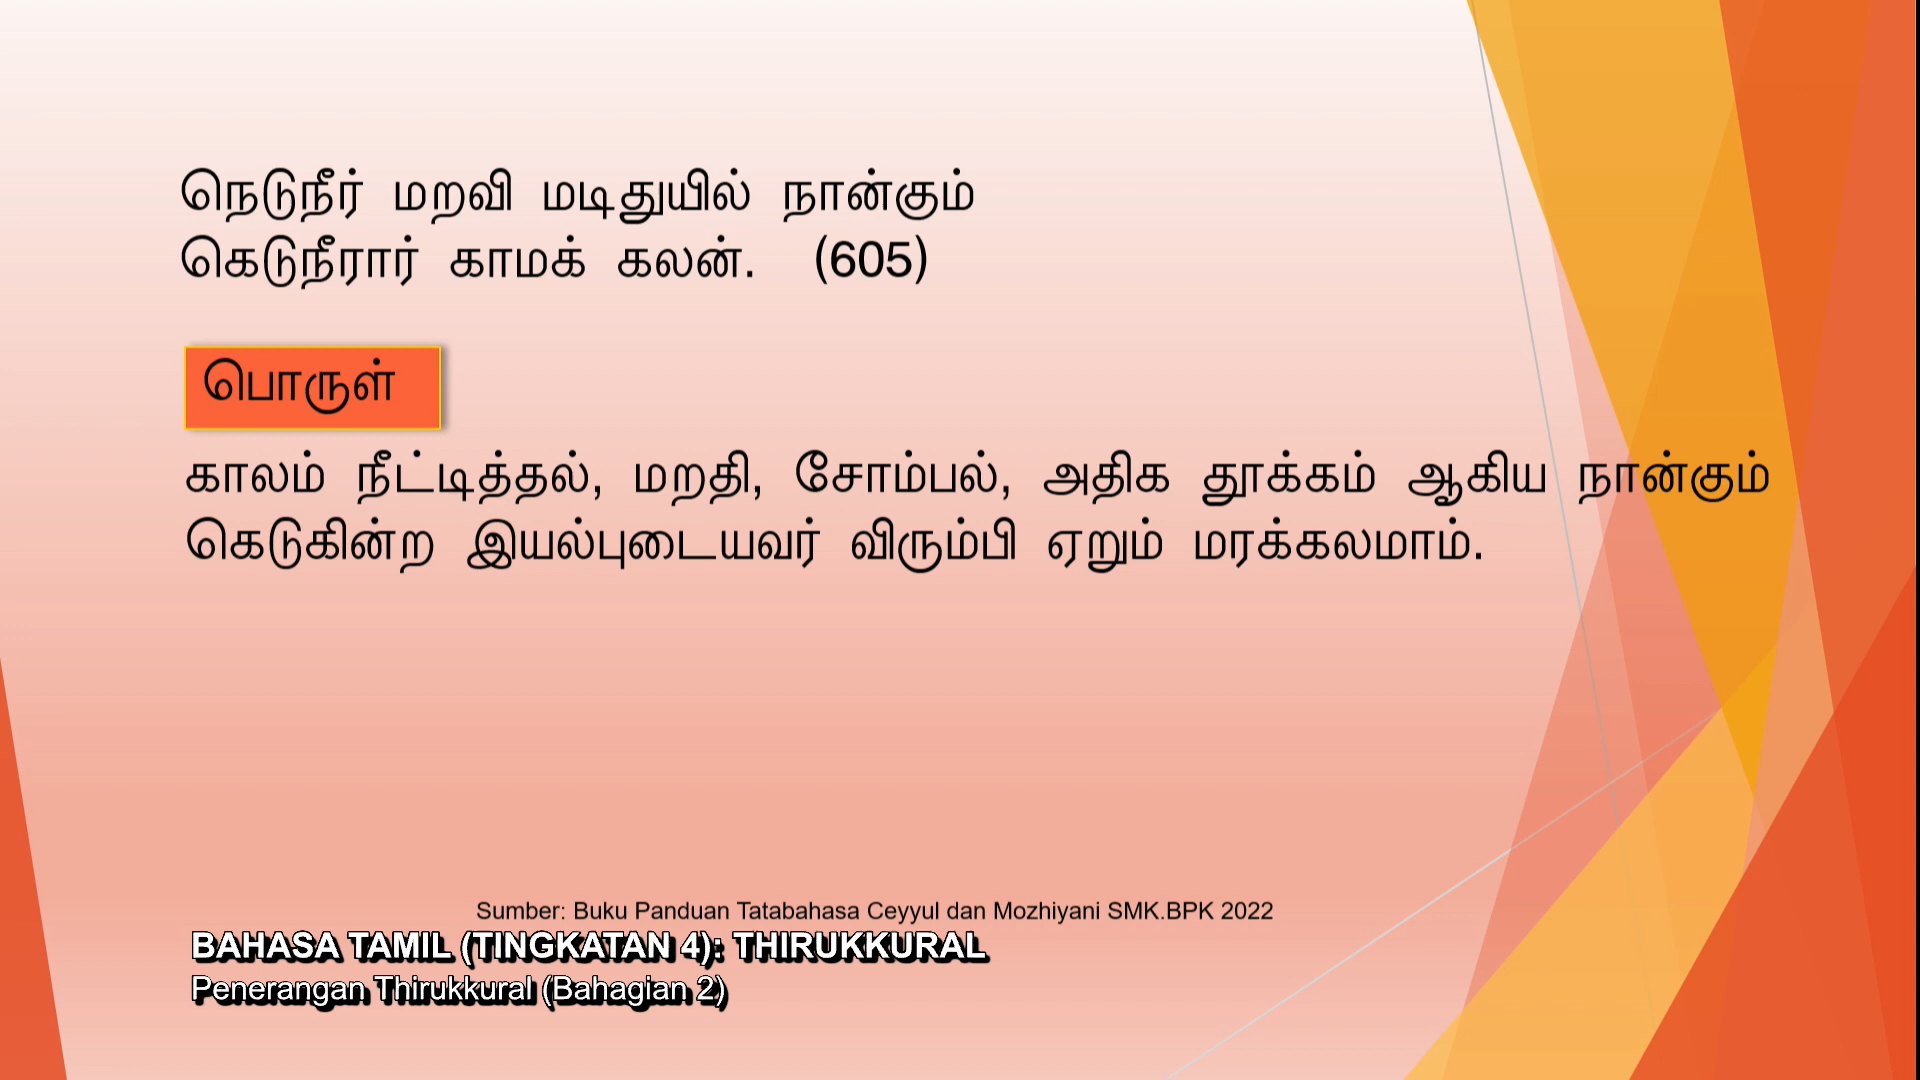 நெடுநீர் மறவி மடிதுயில் நான்கும்
கெடுநீரார் காமக் கலன். (605)
பொருள்
காலம் நீட்டித்தல், மறதி, சோம்பல், அதிக தூக்கம் ஆகிய நான்கும்
கெடுகின்ற இயல்புடையவர் விரும்பி ஏறும் மரக்கலமாம்.
Sumber: Buku Panduan Tatabahasa Ceyyul dan Mozhiyani SMK.BPK 2022
BAHASA TAMIL (TINGKATAN 4): THIRUKKURAL
Penerangan Thirukkural (Bahagian 2)